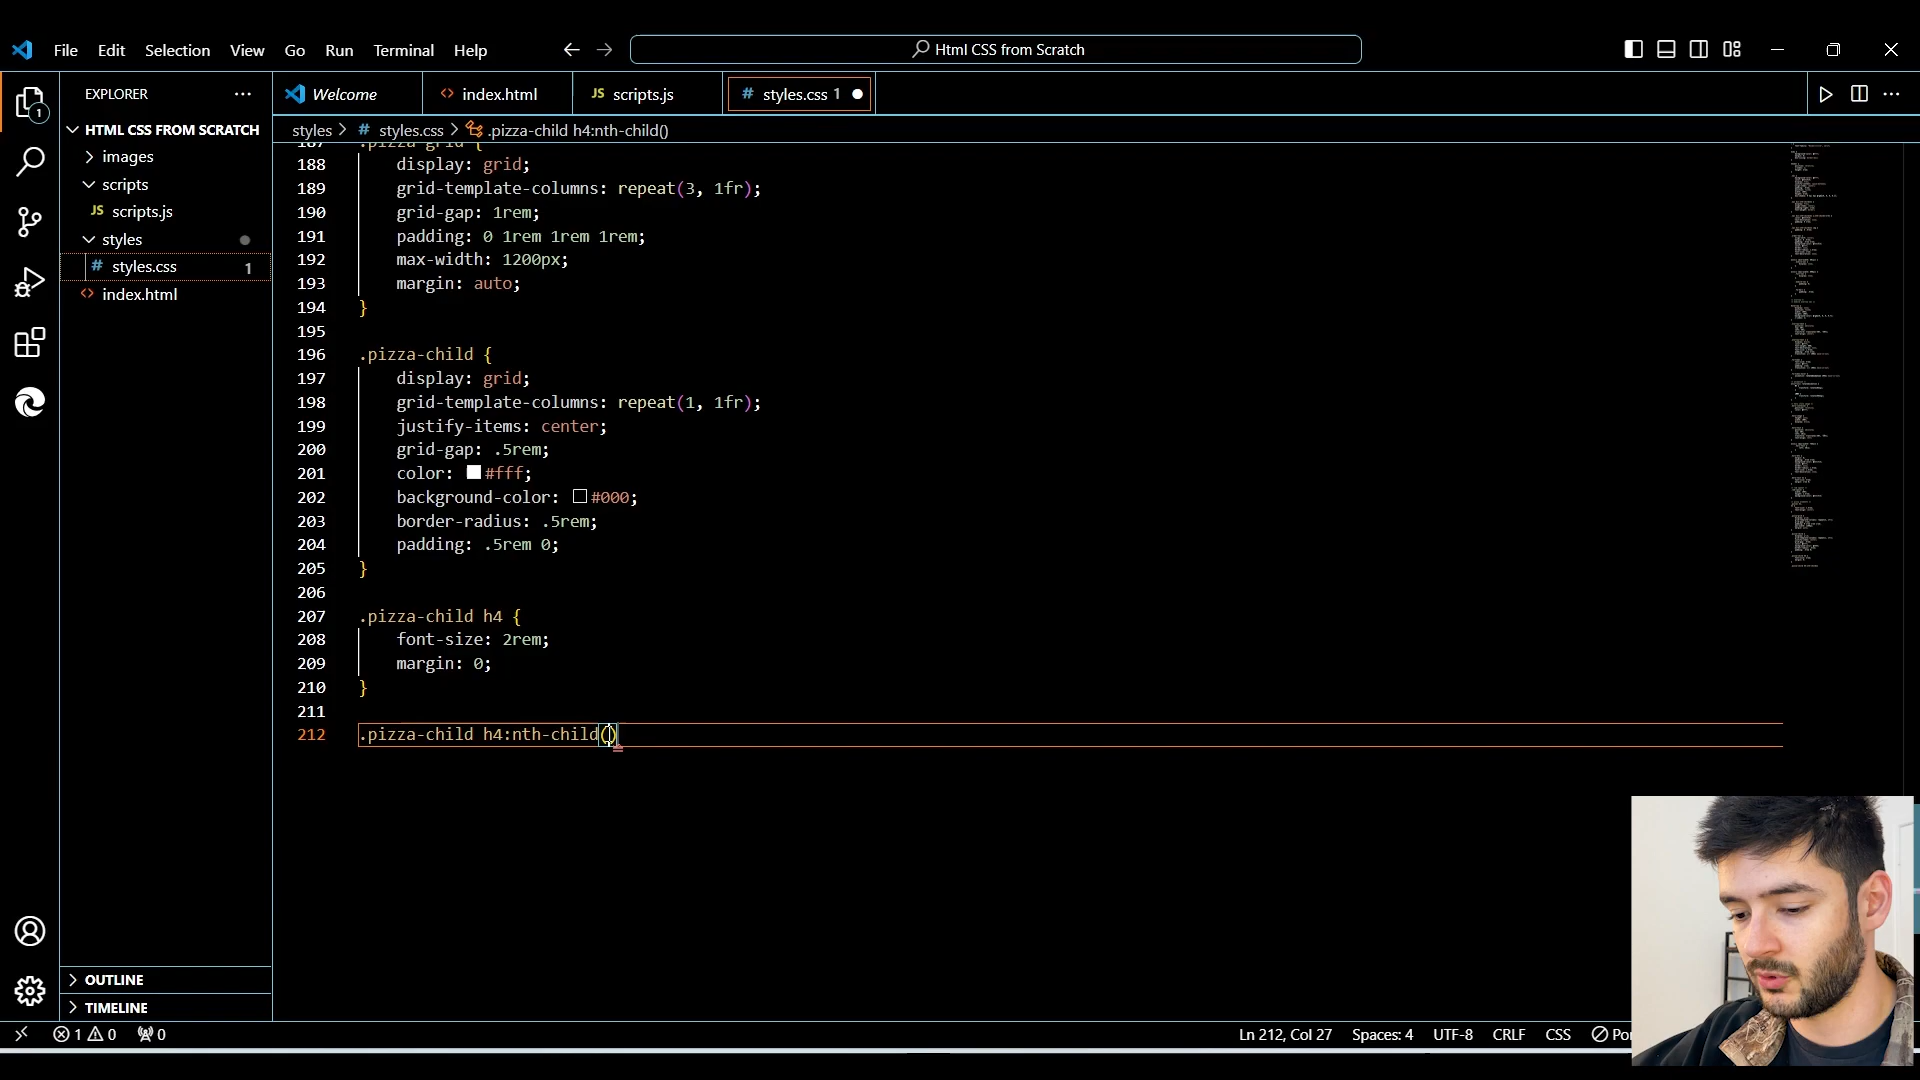 File Edit Selection View Go Run Terminal Help
Html CSS from Scratch
EXPLORER
Welcome
index.html
JS scripts.js
# styles.css 1
HTML CSS FROM SCRATCH
images
scripts
JS scripts.js
styles
# styles.css 1
index.html
1
styles > # styles.css > .pizza-child h4:nth-child()
187 .pizza-grid {
188 display: grid;
189 grid-template-columns: repeat(3, 1fr);
190 grid-gap: 1rem;
191 padding: 0 1rem 1rem 1rem;
192 max-width: 1200px;
193 margin: auto;
194 }
195
196 .pizza-child {
197 display: grid;
198 grid-template-columns: repeat(1, 1fr);
199 justify-items: center;
200 grid-gap: .5rem;
201 color: #fff;
202 background-color: #000;
203 border-radius: .5rem;
204 padding: .5rem 0;
205 }
206
207 .pizza-child h4 {
208 font-size: 2rem;
209 margin: 0;
210 }
211
212 .pizza-child h4:nth-child()
OUTLINE
TIMELINE
1 0 0
Ln 212, Col 27 Spaces: 4 UTF-8 CRLF CSS